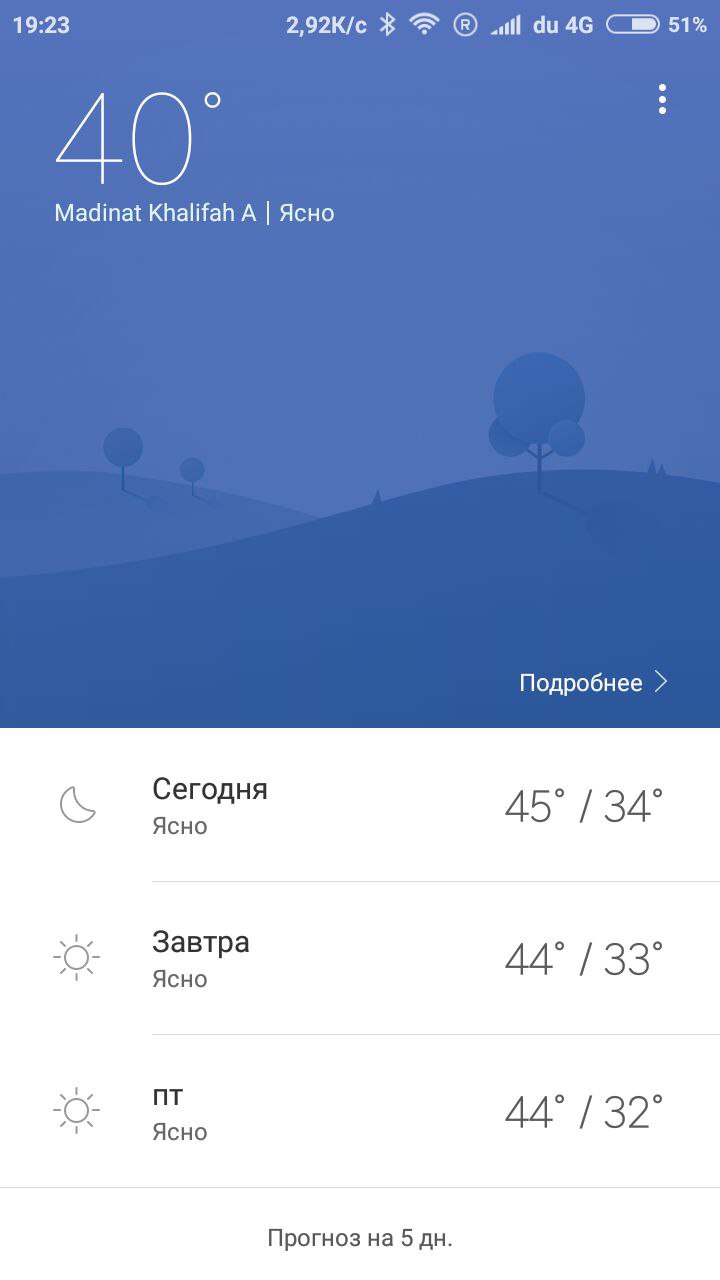 19:23 2,92K/c R du 4G 51%
40°
Madinat Khalifah A | Ясно
Подробнее
Сегодня
Ясно
45° / 34°
Завтра
Ясно
44° / 33°
пт
Ясно
44° / 32°
Прогноз на 5 дн.